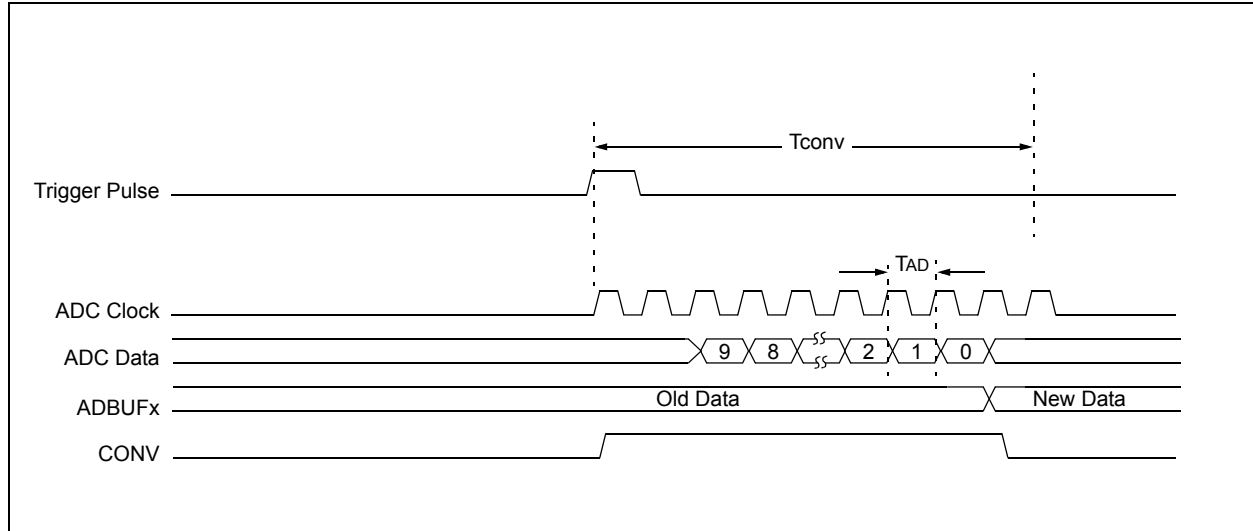 Tconv
Trigger Pulse
TAD
ADC Clock
ADC Data 9 8 2 1 0
ADBUFx Old Data New Data
CONV